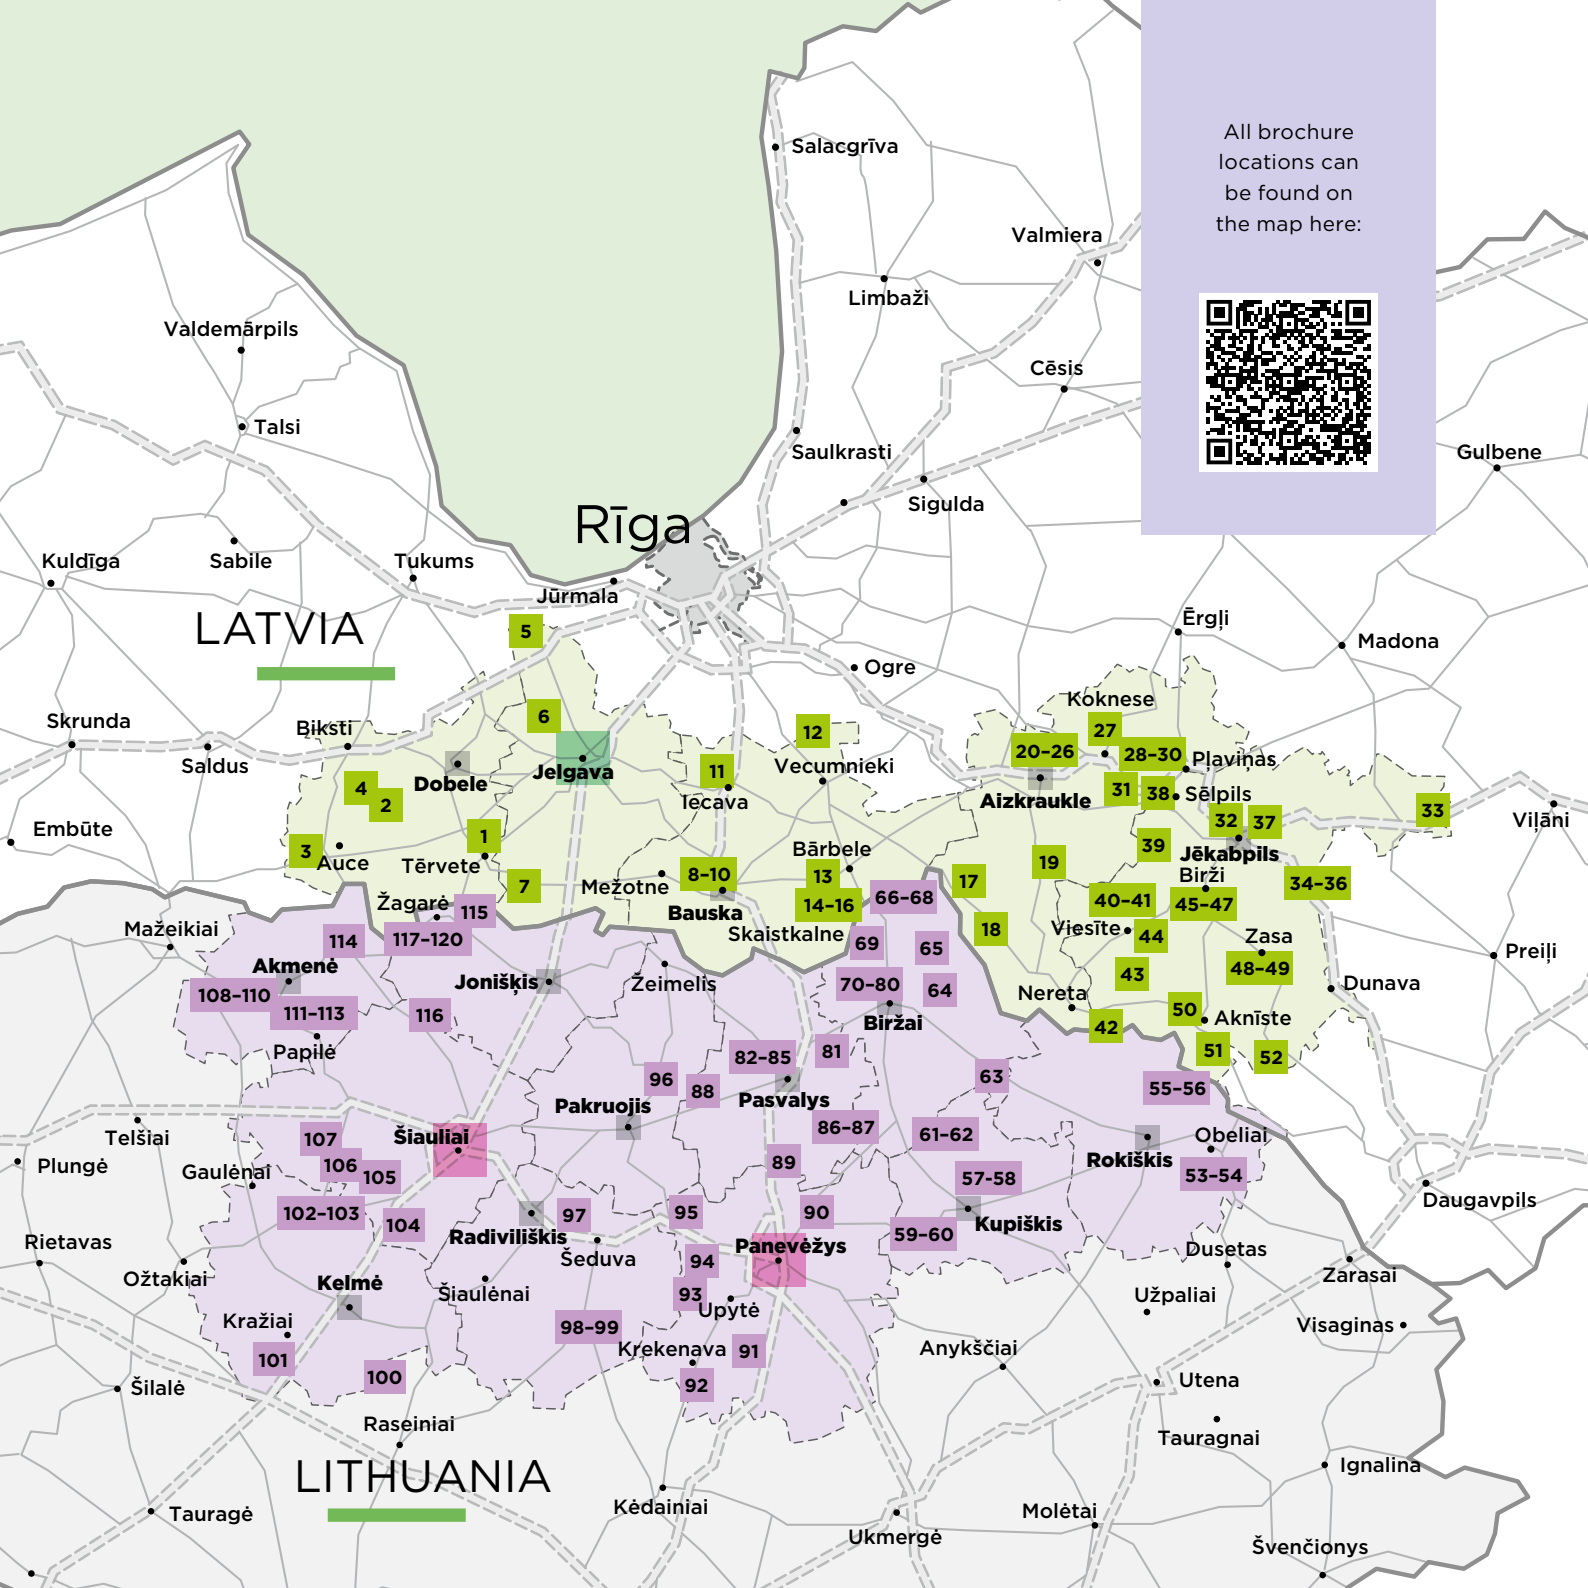 All brochure
locations can
be found on
the map here:
Salacgrīva
Valmiera
Limbaži
Valdemārpils
Cēsis
Talsi
Saulkrasti
Gulbene
Sigulda
Rīga
Kuldīga
Sabile
Tukums
Jūrmala
LATVIA
5
Ērgļi
Madona
Ogre
Koknese
Skrunda
Biksti
6
12
27
20–26
28–30
Pļaviņas
Saldus
Dobele
Jelgava
11
Vecumnieki
4
2
Iecava
Aizkraukle
31
38
Sēlpils
33
Viļāni
Embūte
1
32
37
3
Auce
Tērvete
Bārbele
39
Jēkabpils
19
7
Mežotne
8–10
13
17
Birži
34–36
Žagarė
115
Bauska
14–16
66–68
40–41
45–47
Mažeikiai
114
117–120
Skaistkalne
69
65
18
Viesīte
44
Zasa
Preiļi
Akmenė
48–49
108–110
Jonišķis
Žeimelis
70–80
64
43
Nereta
Dunava
111–113
116
Biržai
42
50
Aknīste
Papilė
82–85
81
51
52
96
88
63
55–56
Pakruojis
Pasvalys
Telšiai
107
Šiauliai
86–87
61–62
Obeliai
Plungė
106
105
Gaulėnai
89
Rokiškis
53–54
57-58
102–103
104
97
95
90
Kupiškis
Daugavpils
Radiviliškis
59–60
Rietavas
Šeduva
94
Panevėžys
Dusetas
Ožtakiai
Kelmė
Šiaulėnai
93
Upytė
Zarasai
Užpaliai
Kražiai
98–99
Visaginas
Krekenava
91
Anykščiai
101
100
92
Šilalė
Utena
Raseiniai
Tauragnai
LITHUANIA
Ignalina
Tauragė
Kėdainiai
Molėtai
Ukmergė
Švenčionys